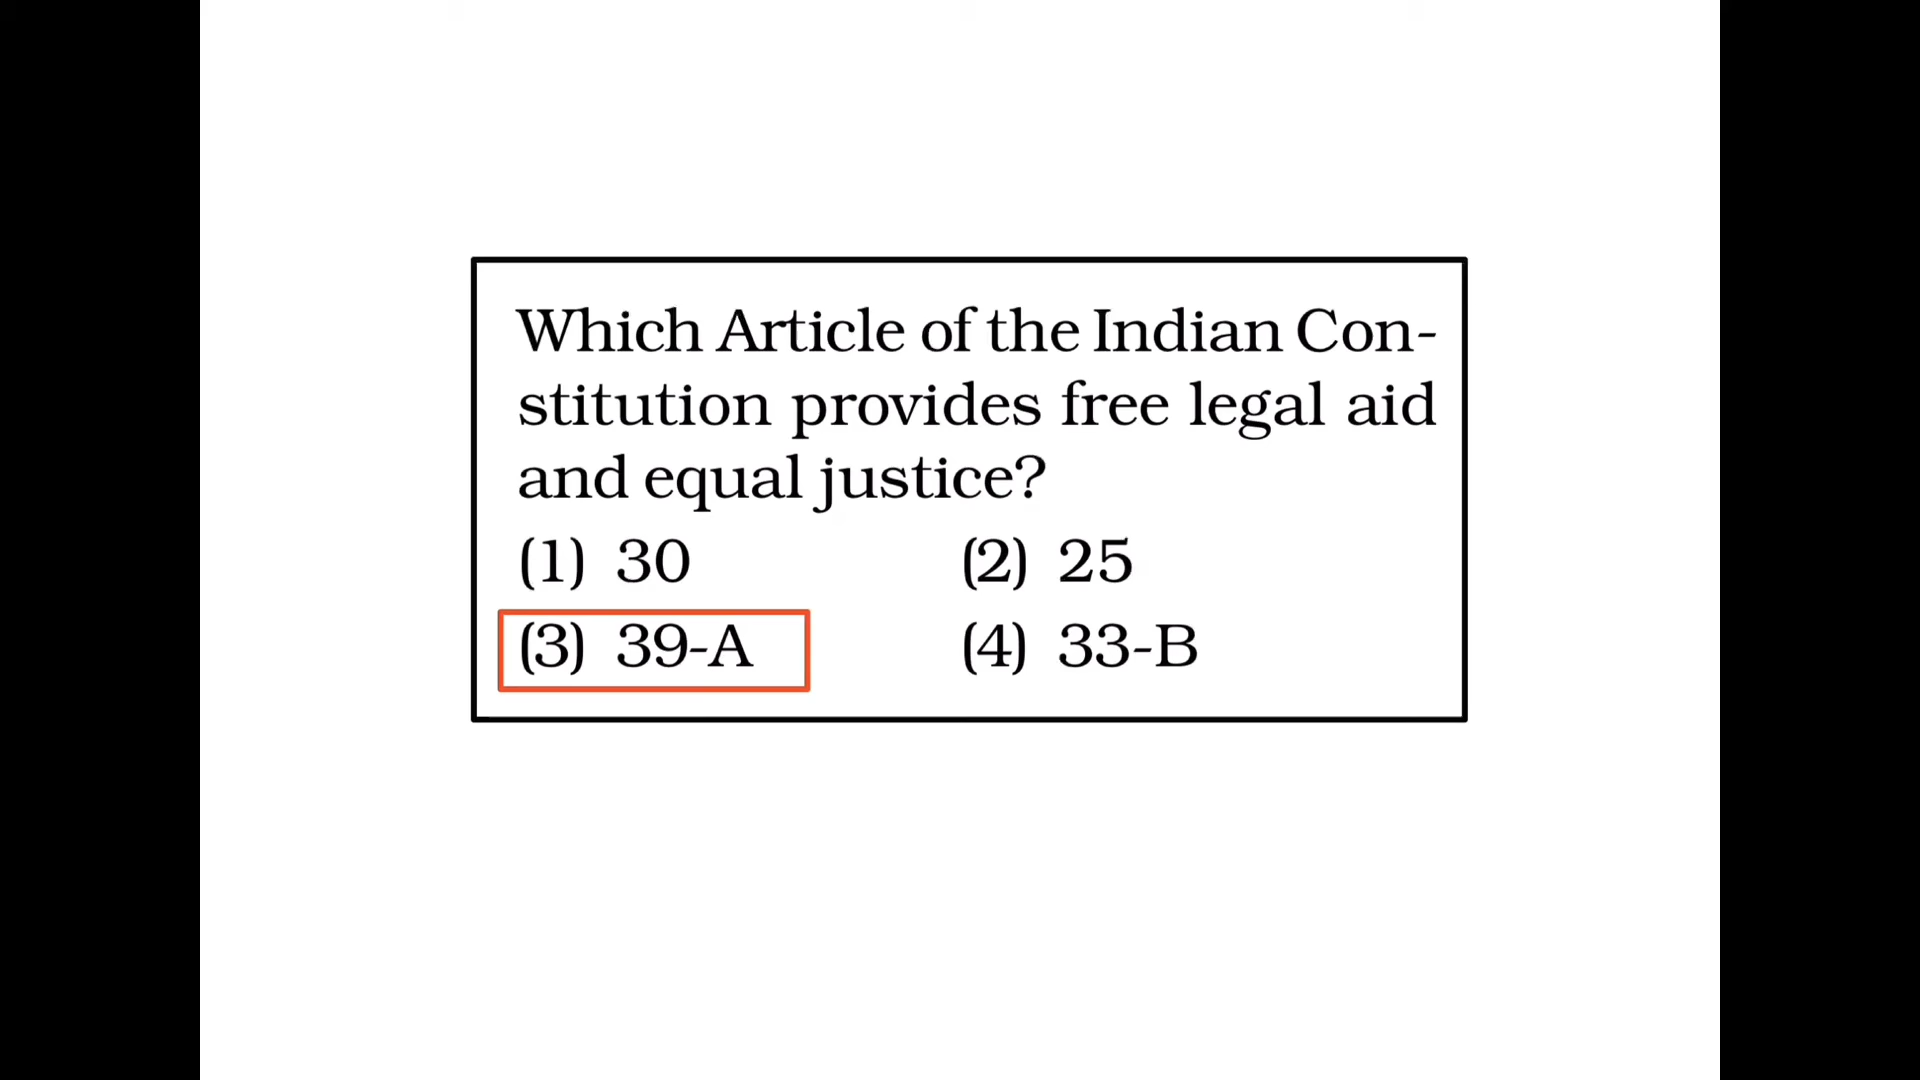 Which Article of the Indian Con-
stitution provides free legal aid
and equal justice?
(1) 30 (2) 25
(3) 39-A (4) 33-B